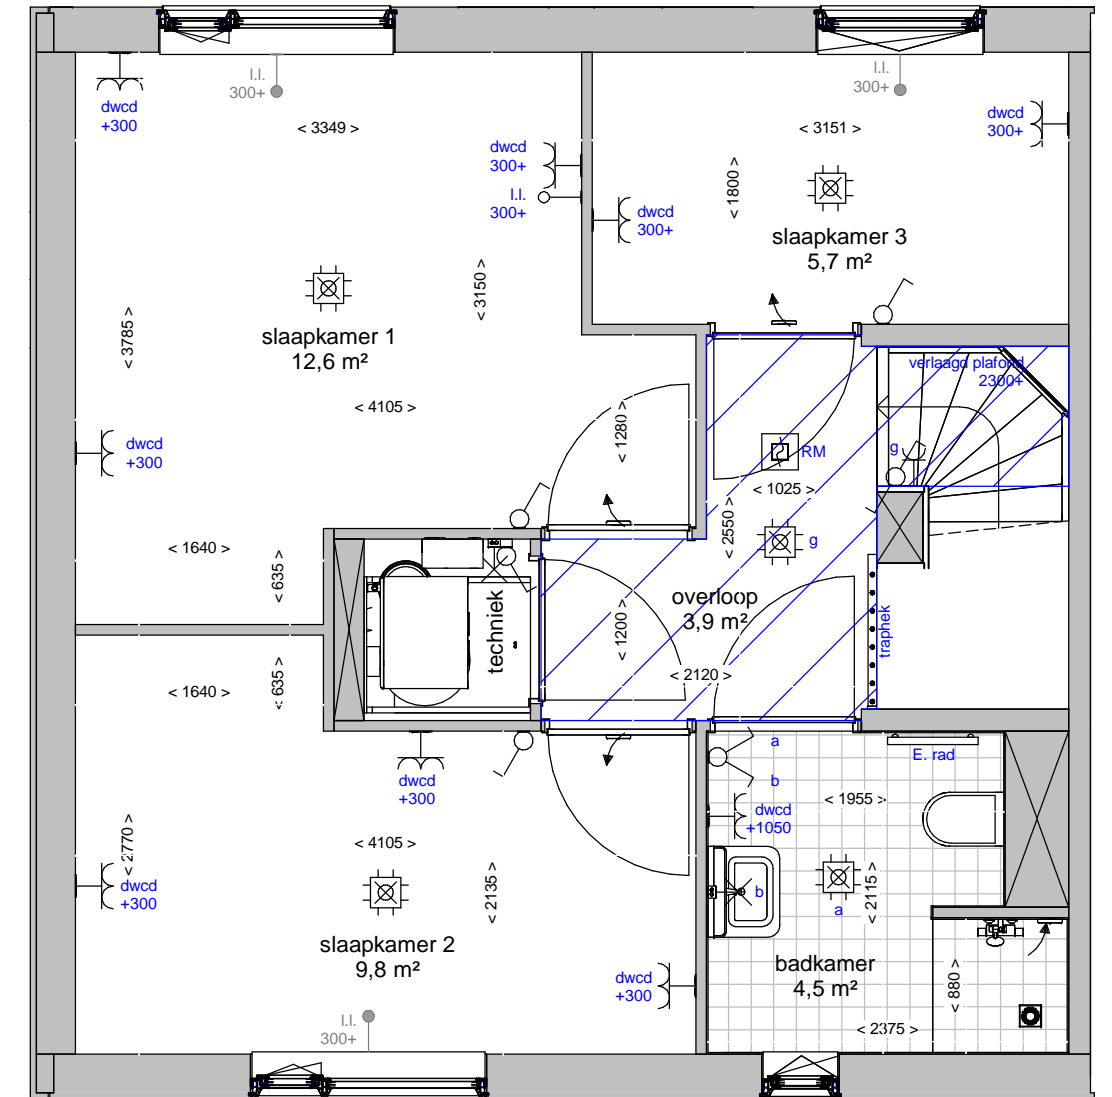 l.l.
300+
l.l.
300+
dwcd
+300
< 3349 >
< 3151 >
dwcd
300+
dwcd
300+
l.l.
300+
< 1800 >
dwcd
300+
slaapkamer 3
5,7 m²
< 3150 >
< 3785 >
slaapkamer 1
12,6 m²
verlaagd plafond
2300+
< 4105 >
< 1280 >
dwcd
+300
RM
g
< 1025 >
< 2550 >
g
< 1640 >
< 635 >
techniek
overloop
3,9 m²
< 1200 >
traphek
< 2120 >
< 1640 >
< 635 >
a
b
E. rad
dwcd
+300
< 1955 >
dwcd
+1050
< 2770 >
< 4105 >
dwcd
+300
< 2135 >
b
a
< 2115 >
slaapkamer 2
9,8 m²
badkamer
4,5 m²
dwcd
+300
< 880 >
l.l.
300+
< 2375 >